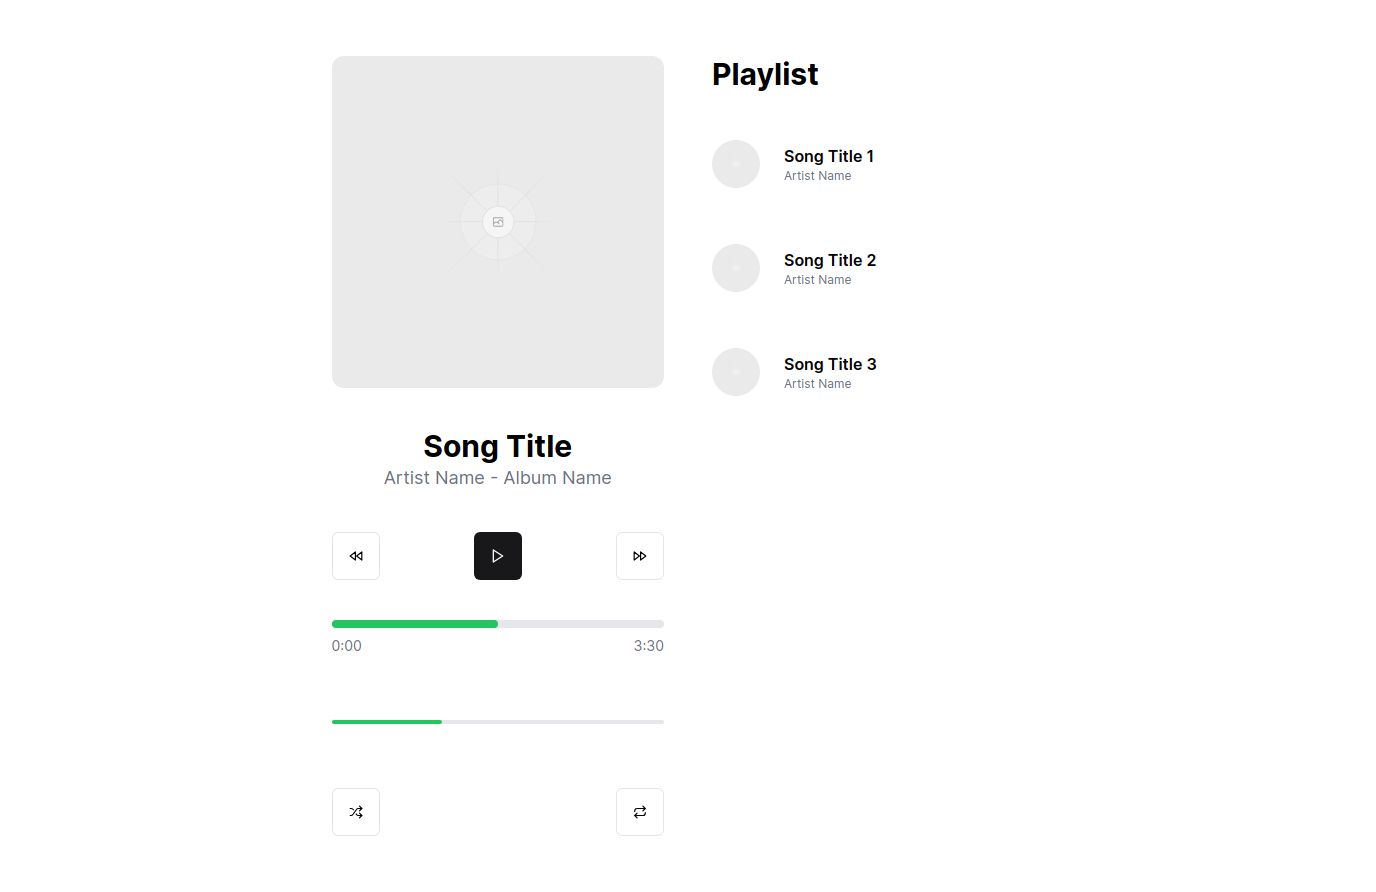 Song Title
Artist Name - Album Name
0:00
3:30
Playlist
Song Title 1
Artist Name
Song Title 2
Artist Name
Song Title 3
Artist Name